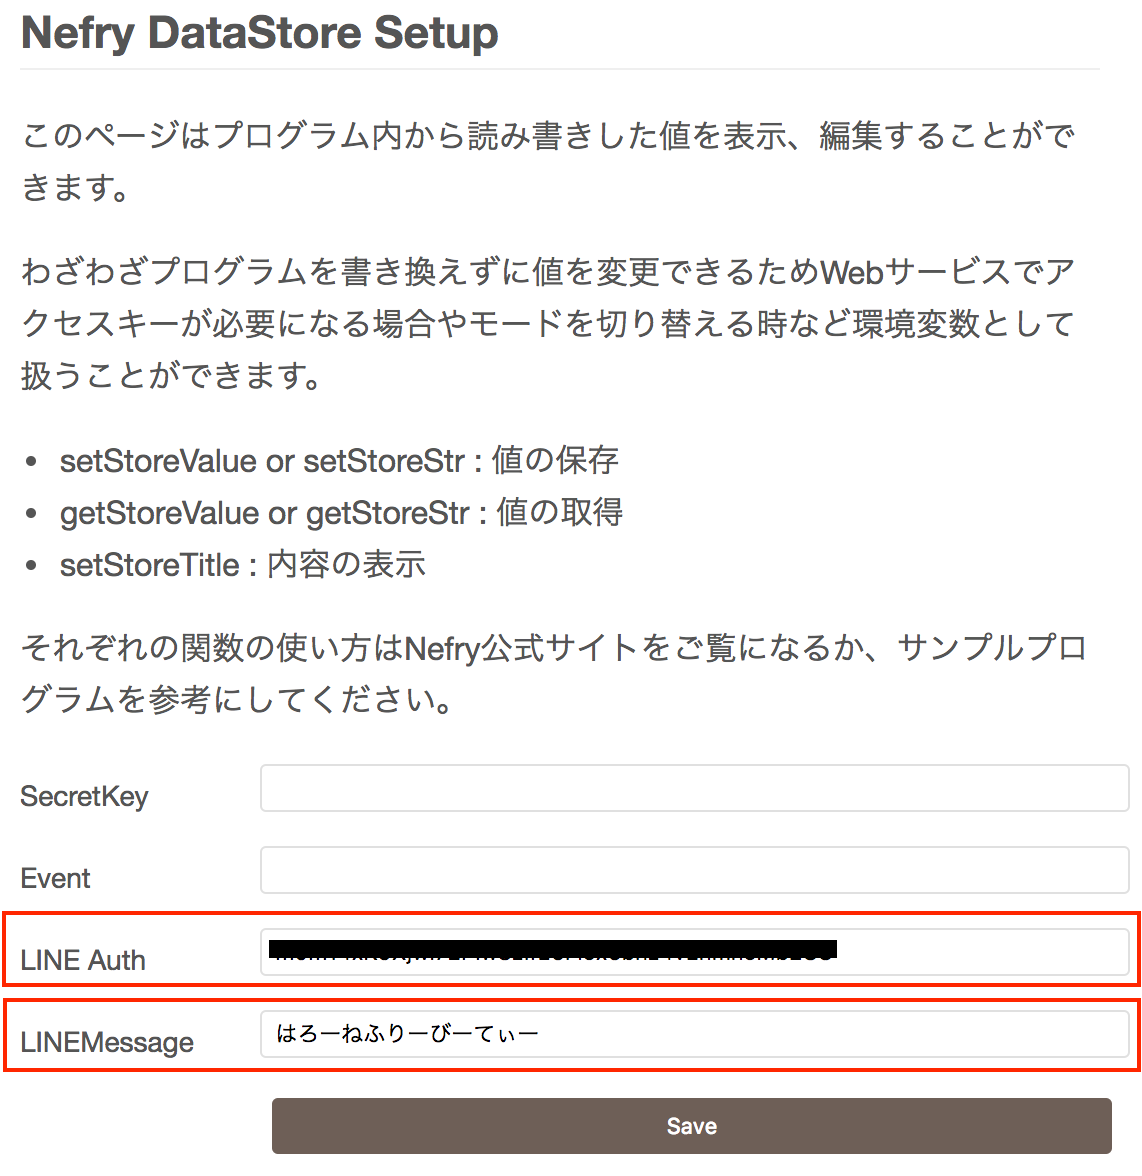 Nefry DataStore Setup
このページはプログラム内から読み書きした値を表示、編集することがで
きます。
わざわざプログラムを書き換えずに値を変更できるためWebサービスでア
クセスキーが必要になる場合やモードを切り替える時など環境変数として
扱うことができます。
• setStoreValue or setStoreStr : 値の保存
• getStoreValue or getStoreStr : 値の取得
• setStoreTitle : 内容の表示
それぞれの関数の使い方はNefry公式サイトをご覧になるか、サンプルプロ
グラムを参考にしてください。
SecretKey
Event
LINE Auth
LINEMessage はろーねふりーびーてぃー
Save